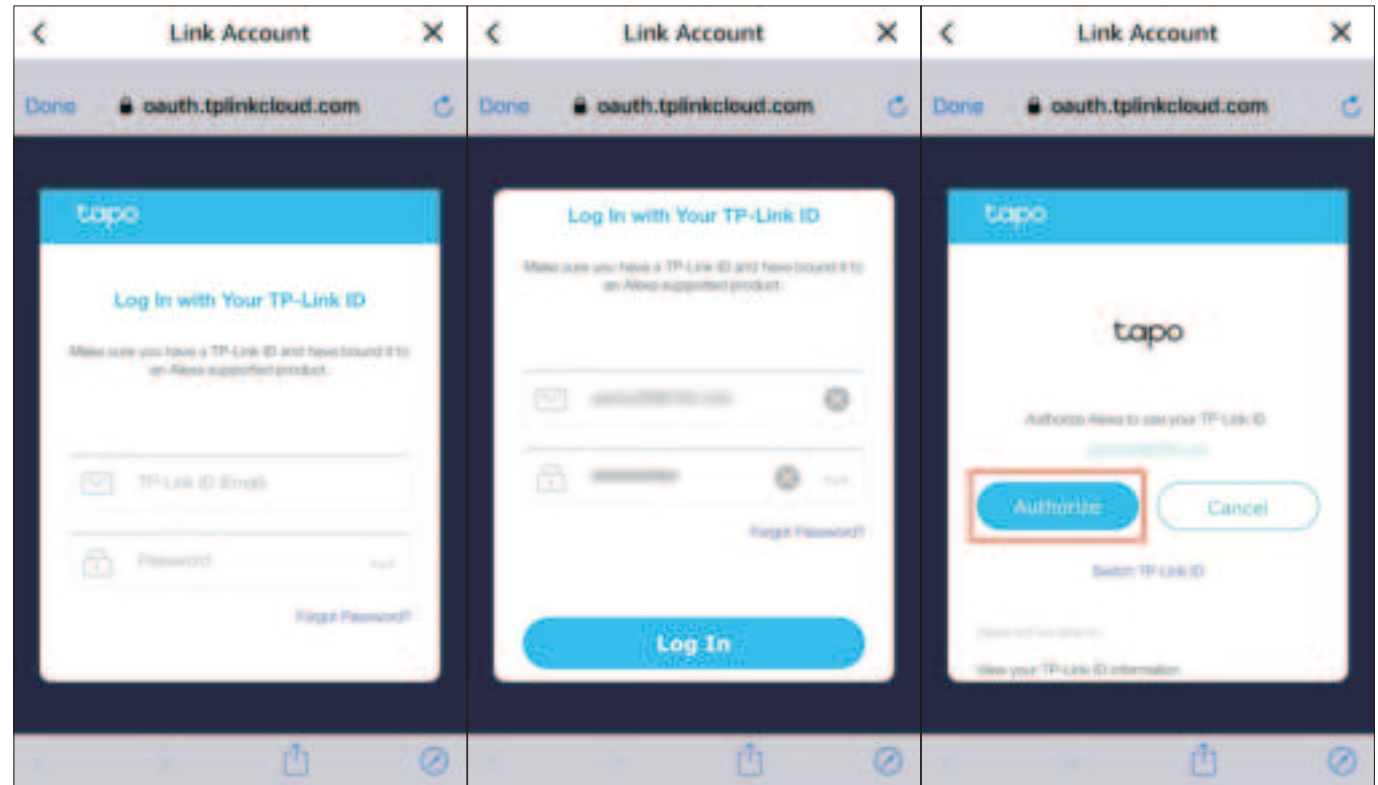 Link Account
Done oauth.tplinkcloud.com
tapo
Log In with Your TP-Link ID
Make sure you have a TP-Link ID and have bound it to
an Alexa supported product.
TP-Link ID (Email)
Password
Forgot Password?
Link Account
Done oauth.tplinkcloud.com
Log In with Your TP-Link ID
Make sure you have a TP-Link ID and have bound it to
an Alexa supported product.
Forgot Password?
Log In
Link Account
Done oauth.tplinkcloud.com
tapo
tapo
Authorize Alexa to use your TP-Link ID
Authorize
Cancel
Switch TP-Link ID
View your TP-Link ID information